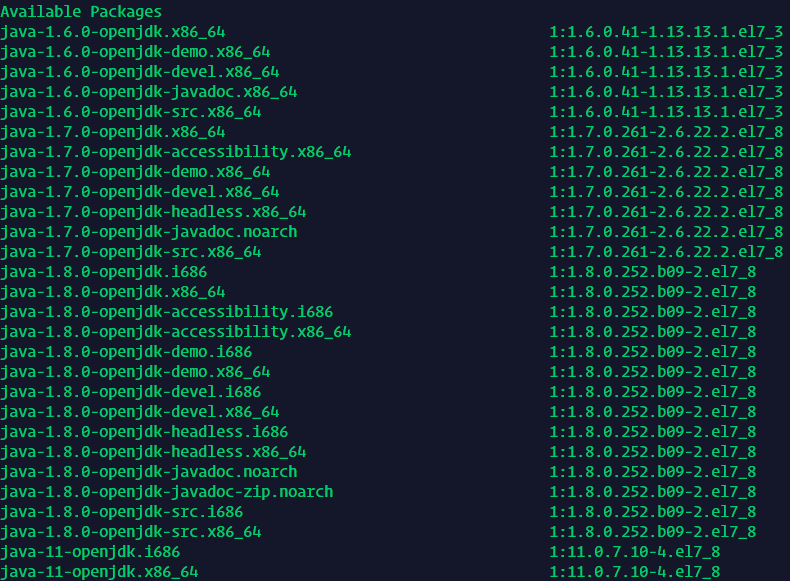 Available Packages
java-1.6.0-openjdk.x86_64 1:1.6.0.41-1.13.13.1.el7_3
java-1.6.0-openjdk-demo.x86_64 1:1.6.0.41-1.13.13.1.el7_3
java-1.6.0-openjdk-devel.x86_64 1:1.6.0.41-1.13.13.1.el7_3
java-1.6.0-openjdk-javadoc.x86_64 1:1.6.0.41-1.13.13.1.el7_3
java-1.6.0-openjdk-src.x86_64 1:1.6.0.41-1.13.13.1.el7_3
java-1.7.0-openjdk.x86_64 1:1.7.0.261-2.6.22.2.el7_8
java-1.7.0-openjdk-accessibility.x86_64 1:1.7.0.261-2.6.22.2.el7_8
java-1.7.0-openjdk-demo.x86_64 1:1.7.0.261-2.6.22.2.el7_8
java-1.7.0-openjdk-devel.x86_64 1:1.7.0.261-2.6.22.2.el7_8
java-1.7.0-openjdk-headless.x86_64 1:1.7.0.261-2.6.22.2.el7_8
java-1.7.0-openjdk-javadoc.noarch 1:1.7.0.261-2.6.22.2.el7_8
java-1.7.0-openjdk-src.x86_64 1:1.7.0.261-2.6.22.2.el7_8
java-1.8.0-openjdk.i686 1:1.8.0.252.b09-2.el7_8
java-1.8.0-openjdk.x86_64 1:1.8.0.252.b09-2.el7_8
java-1.8.0-openjdk-accessibility.i686 1:1.8.0.252.b09-2.el7_8
java-1.8.0-openjdk-accessibility.x86_64 1:1.8.0.252.b09-2.el7_8
java-1.8.0-openjdk-demo.i686 1:1.8.0.252.b09-2.el7_8
java-1.8.0-openjdk-demo.x86_64 1:1.8.0.252.b09-2.el7_8
java-1.8.0-openjdk-devel.i686 1:1.8.0.252.b09-2.el7_8
java-1.8.0-openjdk-devel.x86_64 1:1.8.0.252.b09-2.el7_8
java-1.8.0-openjdk-headless.i686 1:1.8.0.252.b09-2.el7_8
java-1.8.0-openjdk-headless.x86_64 1:1.8.0.252.b09-2.el7_8
java-1.8.0-openjdk-javadoc.noarch 1:1.8.0.252.b09-2.el7_8
java-1.8.0-openjdk-javadoc-zip.noarch 1:1.8.0.252.b09-2.el7_8
java-1.8.0-openjdk-src.i686 1:1.8.0.252.b09-2.el7_8
java-1.8.0-openjdk-src.x86_64 1:1.8.0.252.b09-2.el7_8
java-11-openjdk.i686 1:11.0.7.10-4.el7_8
java-11-openjdk.x86_64 1:11.0.7.10-4.el7_8